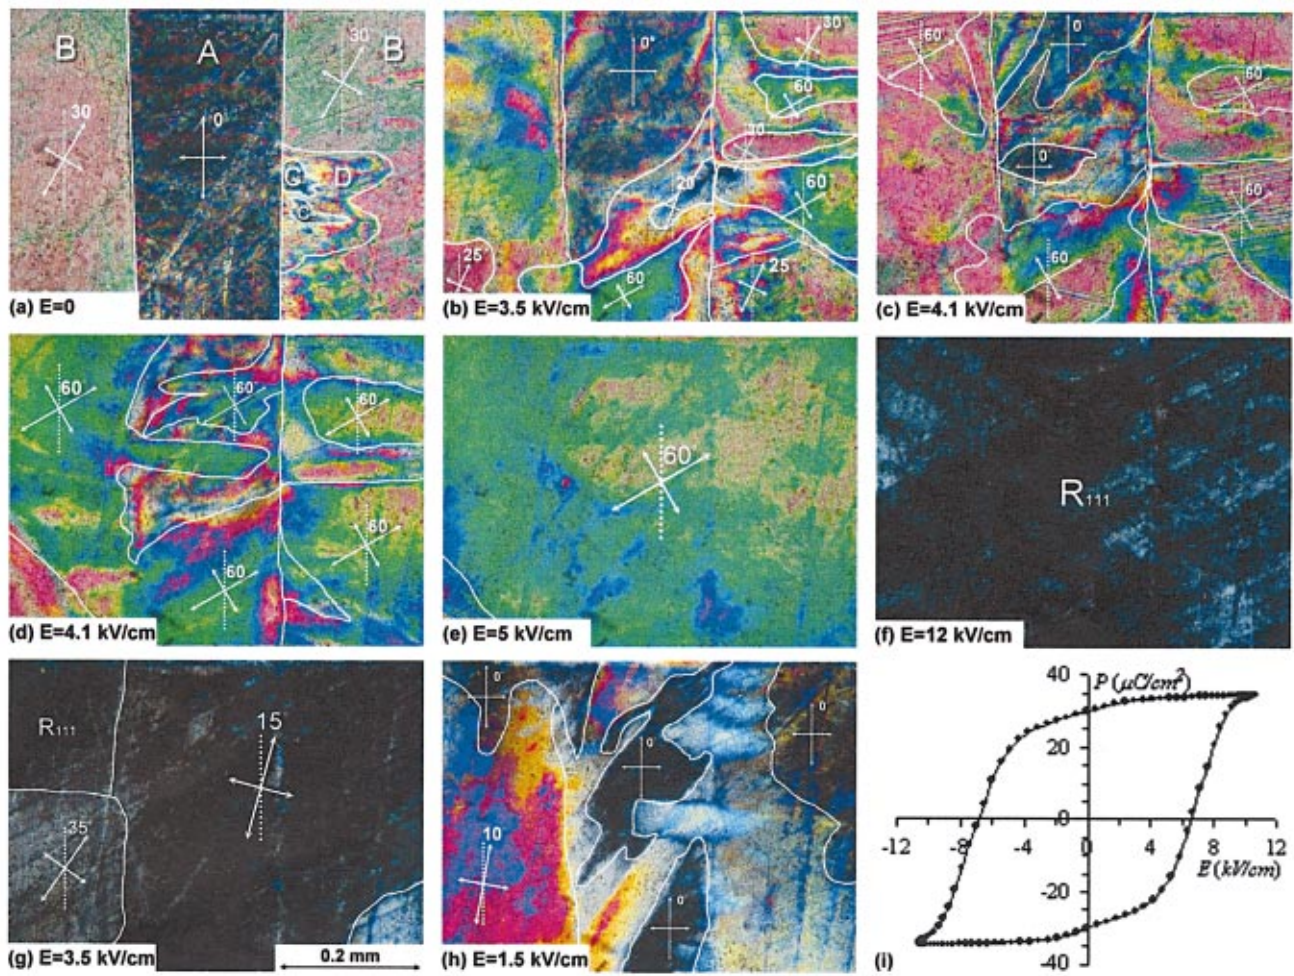 B
A
B
30
0°
30
C
D
C
(a) E=0
0°
30
60
30
20
60
25
60
25
(b) E=3.5 kV/cm
60
0
60
0
60
60
(c) E=4.1 kV/cm
60
60
60
60
60
(d) E=4.1 kV/cm
60
(e) E=5 kV/cm
R111
(f) E=12 kV/cm
R111
15
35
(g) E=3.5 kV/cm
0.2 mm
0
0
0
10
0
(h) E=1.5 kV/cm
40
P (μC/cm²)
20
0
-12
-8
-4
0
4
8
12
E (kV/cm)
-20
-40
(i)